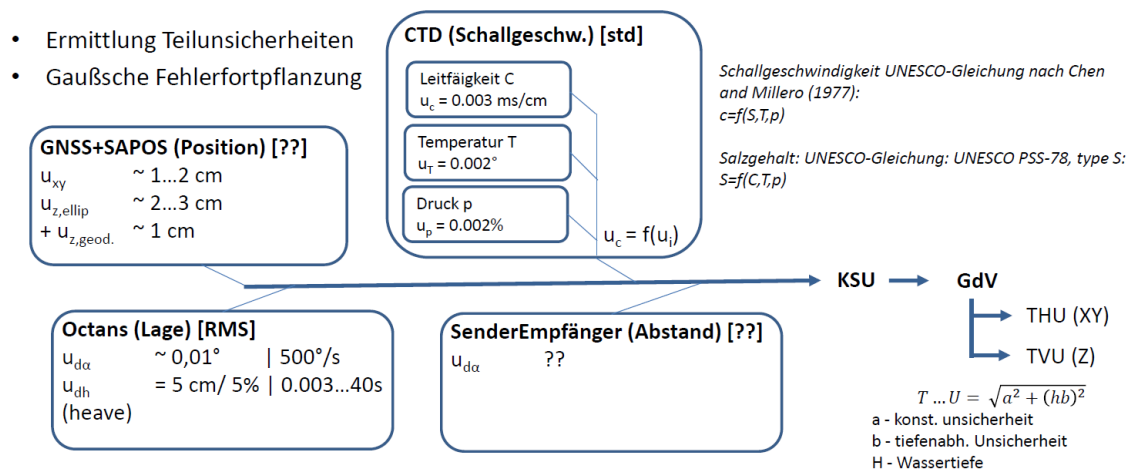 • Ermittlung Teilunsicherheiten
• Gaußsche Fehlerfortpflanzung
CTD (Schallgeschw.) [std]
Leitfäigkeit C
u_c = 0.003 ms/cm
Temperatur T
u_T = 0.002°
Druck p
u_p = 0.002%
u_c = f(u_i)
Schallgeschwindigkeit UNESCO-Gleichung nach Chen
and Millero (1977):
c=f(S,T,p)
Salzgehalt: UNESCO-Gleichung: UNESCO PSS-78, type S:
S=f(C,T,p)
GNSS+SAPOS (Position) [??]
u_xy ~ 1...2 cm
u_z,ellip ~ 2...3 cm
+ u_z,geod. ~ 1 cm
KSU
GdV
THU (XY)
TVU (Z)
Octans (Lage) [RMS]
u_dα ~ 0,01° | 500°/s
u_dh = 5 cm/ 5% | 0.003...40s
(heave)
SenderEmpfänger (Abstand) [??]
u_dα ??
T ... U = √a² + (hb)²
a - konst. unsicherheit
b - tiefenabh. Unsicherheit
H - Wassertiefe